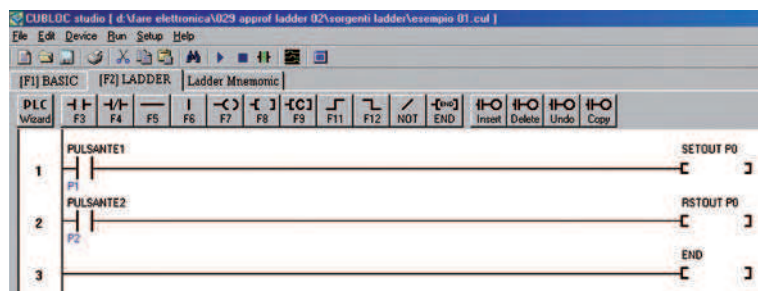 CUBLOC studio [ d:\fare elettronica\029 approf ladder 02\sorgenti ladder\esempio 01.cul ]
File Edit Device Run Setup Help
[F1] BASIC [F2] LADDER Ladder Mnemonic
PLC Wizard F3 F4 F5 F6 F7 F8 [C] F9 F11 F12 NOT [END] END Insert Delete Undo Copy
PULSANTE1 SETOUT P0
1
P1
PULSANTE2 RSTOUT P0
2
P2
END
3